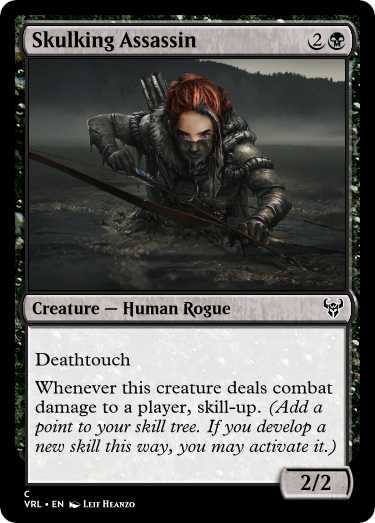 Skulking Assassin 2
Creature — Human Rogue
Deathtouch
Whenever this creature deals combat
damage to a player, skill-up. (Add a
point to your skill tree. If you develop a
new skill this way, you may activate it.)
2/2
C
VRL • EN Leif Heanzo